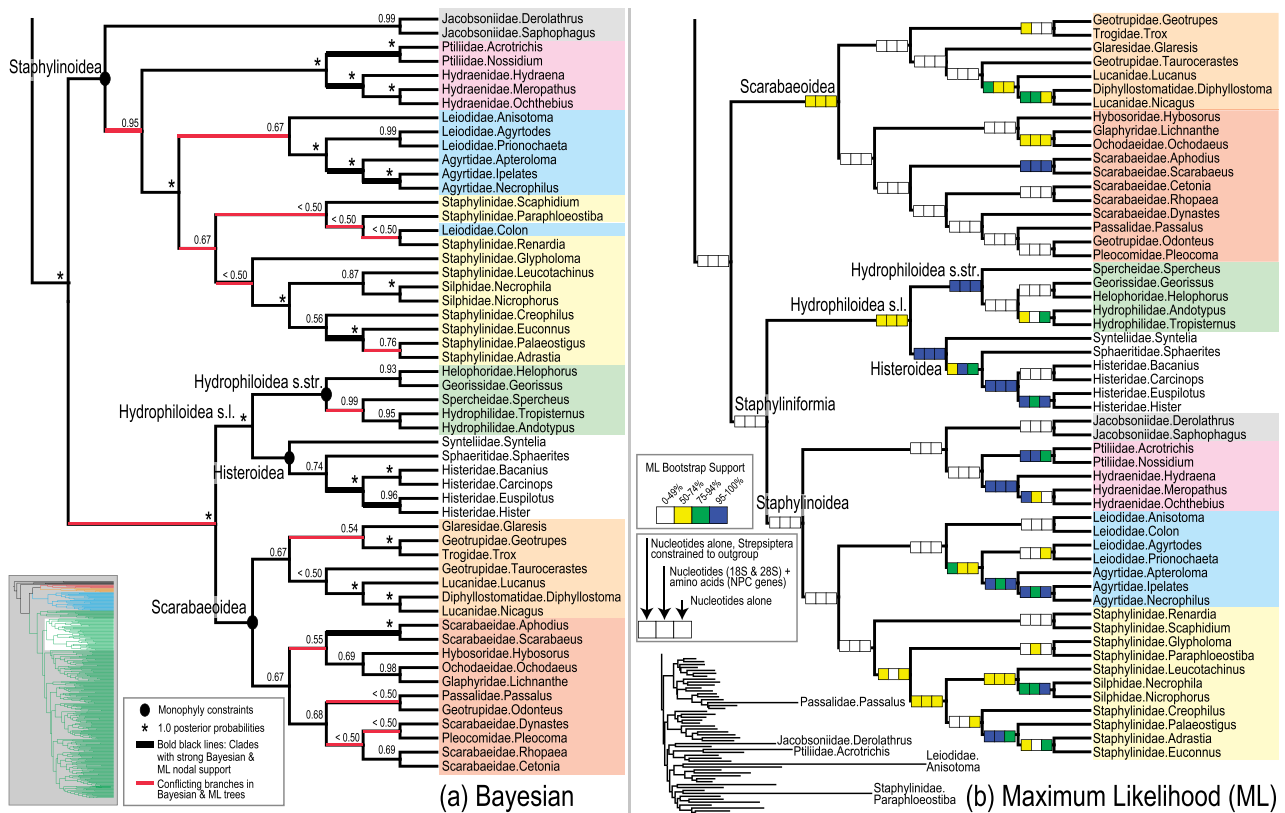 Staphylinoidea
0.99
Jacobsoniidae.Derolathrus
Jacobsoniidae.Saphophagus
*
Ptiliidae.Acrotrichis
*
Ptiliidae.Nossidium
*
Hydraenidae.Hydraena
*
Hydraenidae.Meropathus
Hydraenidae.Ochthebius
0.95
0.67
Leiodidae.Anisotoma
0.99
Leiodidae.Agyrtodes
*
Leiodidae.Prionochaeta
*
Agyrtidae.Apteroloma
*
Agyrtidae.Ipelates
*
Agyrtidae.Necrophilus
< 0.50
Staphylinidae.Scaphidium
< 0.50
Staphylinidae.Paraphloeostiba
< 0.50
Leiodidae.Colon
0.67
Staphylinidae.Renardia
< 0.50
Staphylinidae.Glypholoma
0.87
Staphylinidae.Leucotachinus
*
Silphidae.Necrophila
*
Silphidae.Nicrophorus
0.56
Staphylinidae.Creophilus
*
Staphylinidae.Euconnus
0.76
Staphylinidae.Palaeostigus
Staphylinidae.Adrastia
*
Hydrophiloidea s.str.
0.93
Helophoridae.Helophorus
Georissidae.Georissus
0.99
Spercheidae.Spercheus
0.95
Hydrophilidae.Tropisternus
Hydrophilidae.Andotypus
Hydrophiloidea s.l.
*
Histeroidea
Synteliidae.Syntelia
0.74
Sphaeritidae.Sphaerites
*
Histeridae.Bacanius
*
Histeridae.Carcinops
0.96
Histeridae.Euspilotus
Histeridae.Hister
*
0.54
Glaresidae.Glaresis
*
Geotrupidae.Geotrupes
0.67
Trogidae.Trox
< 0.50
Geotrupidae.Taurocerastes
*
Lucanidae.Lucanus
*
Diphyllostomatidae.Diphyllostoma
Lucanidae.Nicagus
Scarabaeoidea
*
Scarabaeidae.Aphodius
0.55
Scarabaeidae.Scarabaeus
0.69
Hybosoridae.Hybosorus
0.98
Ochodaeidae.Ochodaeus
Glaphyridae.Lichnanthe
0.67
< 0.50
Passalidae.Passalus
Geotrupidae.Odonteus
0.68
< 0.50
Scarabaeidae.Dynastes
< 0.50
Pleocomidae.Pleocoma
0.69
Scarabaeidae.Rhopaea
Scarabaeidae.Cetonia
Monophyly constraints
* 1.0 posterior probabilities
Bold black lines: Clades
with strong Bayesian &
ML nodal support
Conflicting branches in
Bayesian & ML trees
(a) Bayesian
Scarabaeoidea
Geotrupidae.Geotrupes
Trogidae.Trox
Glaresidae.Glaresis
Geotrupidae.Taurocerastes
Lucanidae.Lucanus
Diphyllostomatidae.Diphyllostoma
Lucanidae.Nicagus
Hybosoridae.Hybosorus
Glaphyridae.Lichnanthe
Ochodaeidae.Ochodaeus
Scarabaeidae.Aphodius
Scarabaeidae.Scarabaeus
Scarabaeidae.Cetonia
Scarabaeidae.Rhopaea
Scarabaeidae.Dynastes
Passalidae.Passalus
Geotrupidae.Odonteus
Pleocomidae.Pleocoma
Hydrophiloidea s.str.
Spercheidae.Spercheus
Georissidae.Georissus
Helophoridae.Helophorus
Hydrophiloidea s.l.
Hydrophilidae.Andotypus
Hydrophilidae.Tropisternus
Synteliidae.Syntelia
Sphaeritidae.Sphaerites
Histeroidea
Histeridae.Bacanius
Histeridae.Carcinops
Histeridae.Euspilotus
Histeridae.Hister
Staphyliniformia
Jacobsoniidae.Derolathrus
Jacobsoniidae.Saphophagus
Ptiliidae.Acrotrichis
Ptiliidae.Nossidium
Hydraenidae.Hydraena
Hydraenidae.Meropathus
Hydraenidae.Ochthebius
Staphylinoidea
Leiodidae.Anisotoma
Leiodidae.Colon
Leiodidae.Agyrtodes
Leiodidae.Prionochaeta
Agyrtidae.Apteroloma
Agyrtidae.Ipelates
Agyrtidae.Necrophilus
Staphylinidae.Renardia
Staphylinidae.Scaphidium
Staphylinidae.Glypholoma
Staphylinidae.Paraphloeostiba
Staphylinidae.Leucotachinus
Silphidae.Necrophila
Silphidae.Nicrophorus
Staphylinidae.Creophilus
Staphylinidae.Palaeostigus
Staphylinidae.Adrastia
Staphylinidae.Euconnus
ML Bootstrap Support
0-49%
50-74%
75-94%
95-100%
Nucleotides alone, Strepsiptera
constrained to outgroup
Nucleotides (18S & 28S) +
amino acids (NPC genes)
Nucleotides alone
Passalidae.Passalus
Jacobsoniidae.Derolathrus
Ptiliidae.Acrotrichis
Leiodidae.
Anisotoma
Staphylinidae.
Paraphloeostiba
(b) Maximum Likelihood (ML)